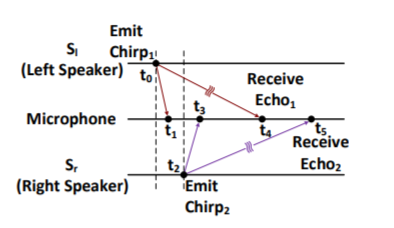 Emit
Chirp1
Sl
(Left Speaker)
t0
Receive
Echo1
t3
Microphone
t1
t4
t5
Receive
Echo2
t2
Sr
(Right Speaker)
Emit
Chirp2